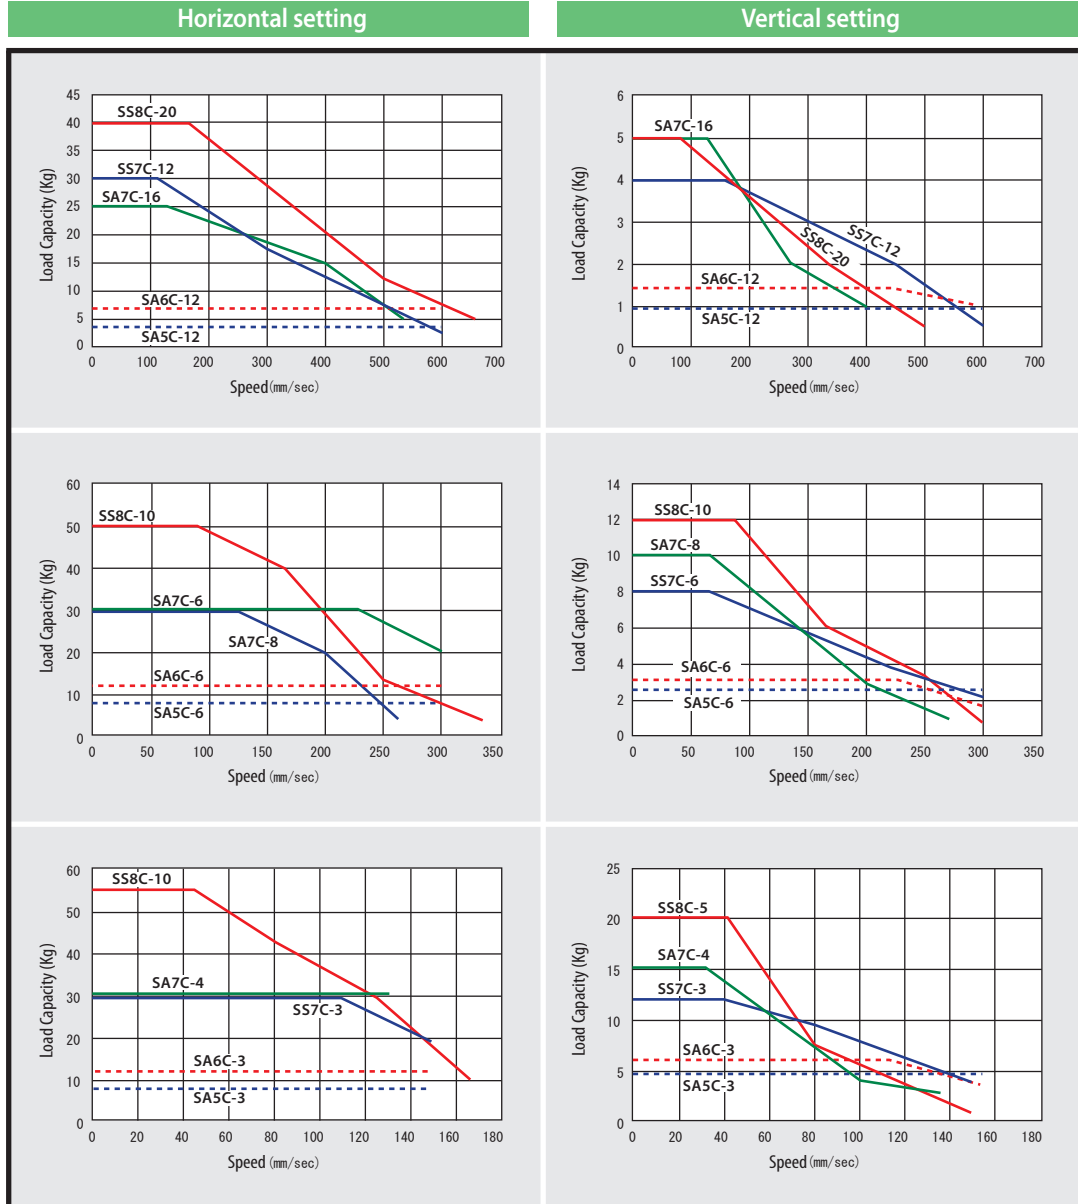 Horizontal setting
Vertical setting
Load Capacity (Kg)
45
40
35
30
25
20
15
10
5
0
SS8C-20
SS7C-12
SA7C-16
SA6C-12
SA5C-12
0 100 200 300 400 500 600 700
Speed(mm/sec)
Load Capacity (Kg)
6
5
4
3
2
1
0
SA7C-16
SS7C-12
SS8C-20
SA6C-12
SA5C-12
0 100 200 300 400 500 600 700
Speed(mm/sec)
Load Capacity (Kg)
60
50
40
30
20
10
0
SS8C-10
SA7C-6
SA7C-8
SA6C-6
SA5C-6
0 50 100 150 200 250 300 350
Speed(mm/sec)
Load Capacity (Kg)
14
12
10
8
6
4
2
0
SS8C-10
SA7C-8
SS7C-6
SA6C-6
SA5C-6
0 50 100 150 200 250 300 350
Speed(mm/sec)
Load Capacity (Kg)
60
50
40
30
20
10
0
SS8C-10
SA7C-4
SS7C-3
SA6C-3
SA5C-3
0 20 40 60 80 100 120 140 160 180
Speed (mm/sec)
Load Capacity (Kg)
25
20
15
10
5
0
SS8C-5
SA7C-4
SS7C-3
SA6C-3
SA5C-3
0 20 40 60 80 100 120 140 160 180
Speed (mm/sec)